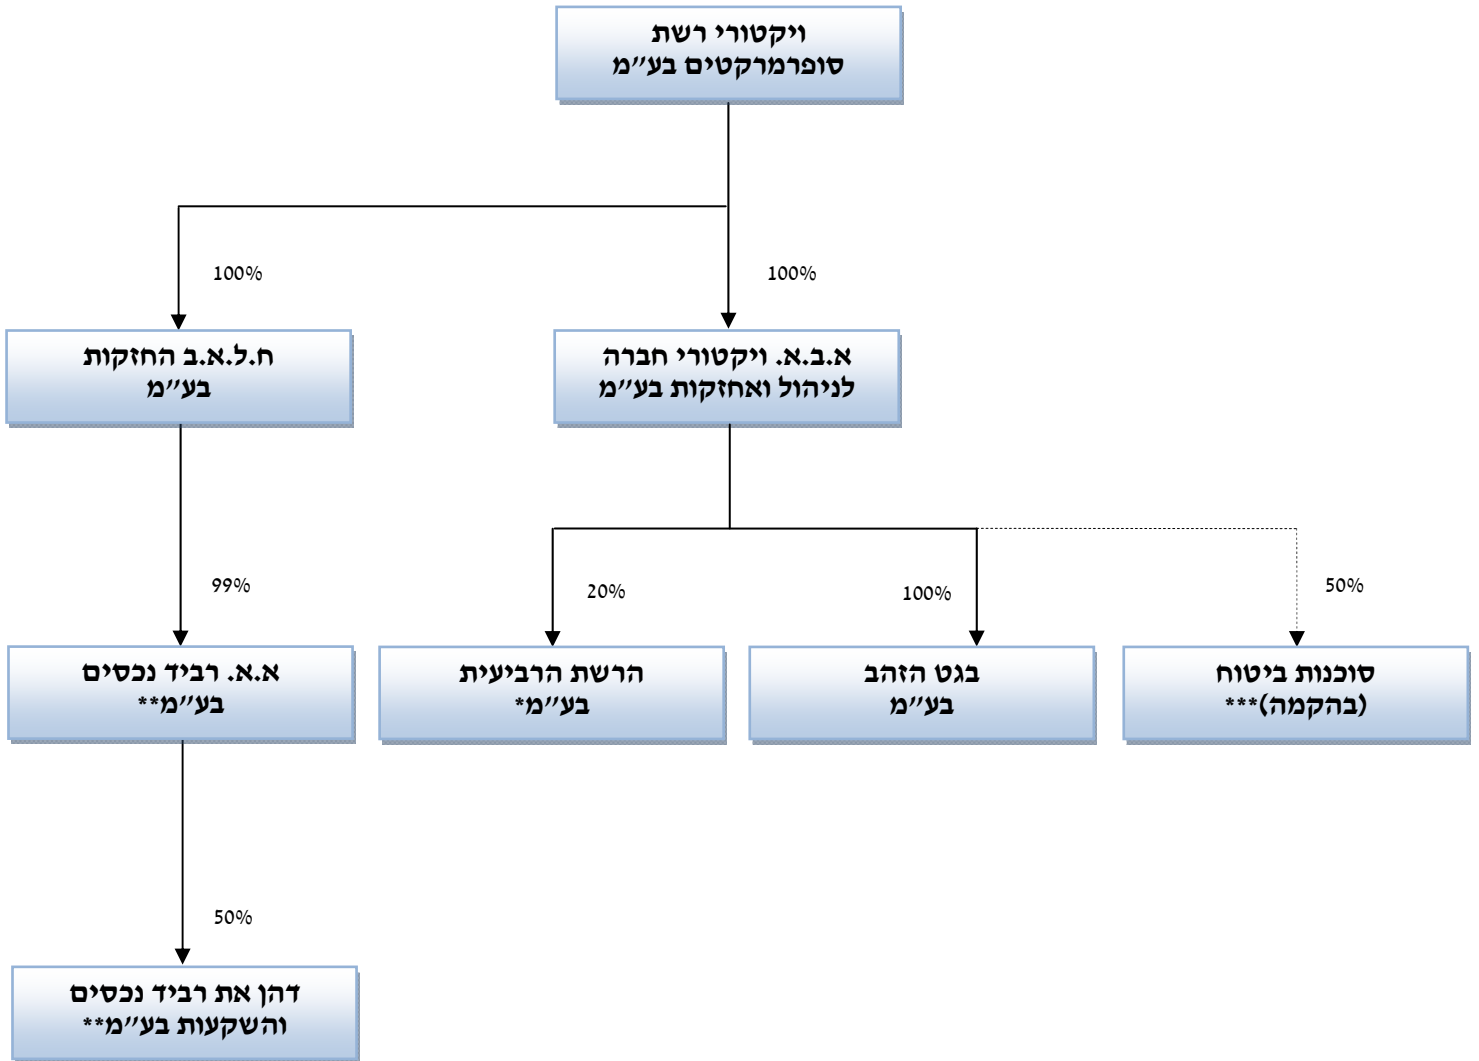 ויקטורי רשת
סופרמרקטים בע"מ
100%
100%
א.ב.א. ויקטורי חברה
לניהול ואחזקות בע"מ
ח.ל.א.ב החזקות
בע"מ
50%
100%
20%
99%
סוכנות ביטוח
(בהקמה)***
בגט הזהב
בע"מ
הרשת הרביעית
בע"מ*
א.א. רביד נכסים
בע"מ**
50%
דהן את רביד נכסים
והשקעות בע"מ**